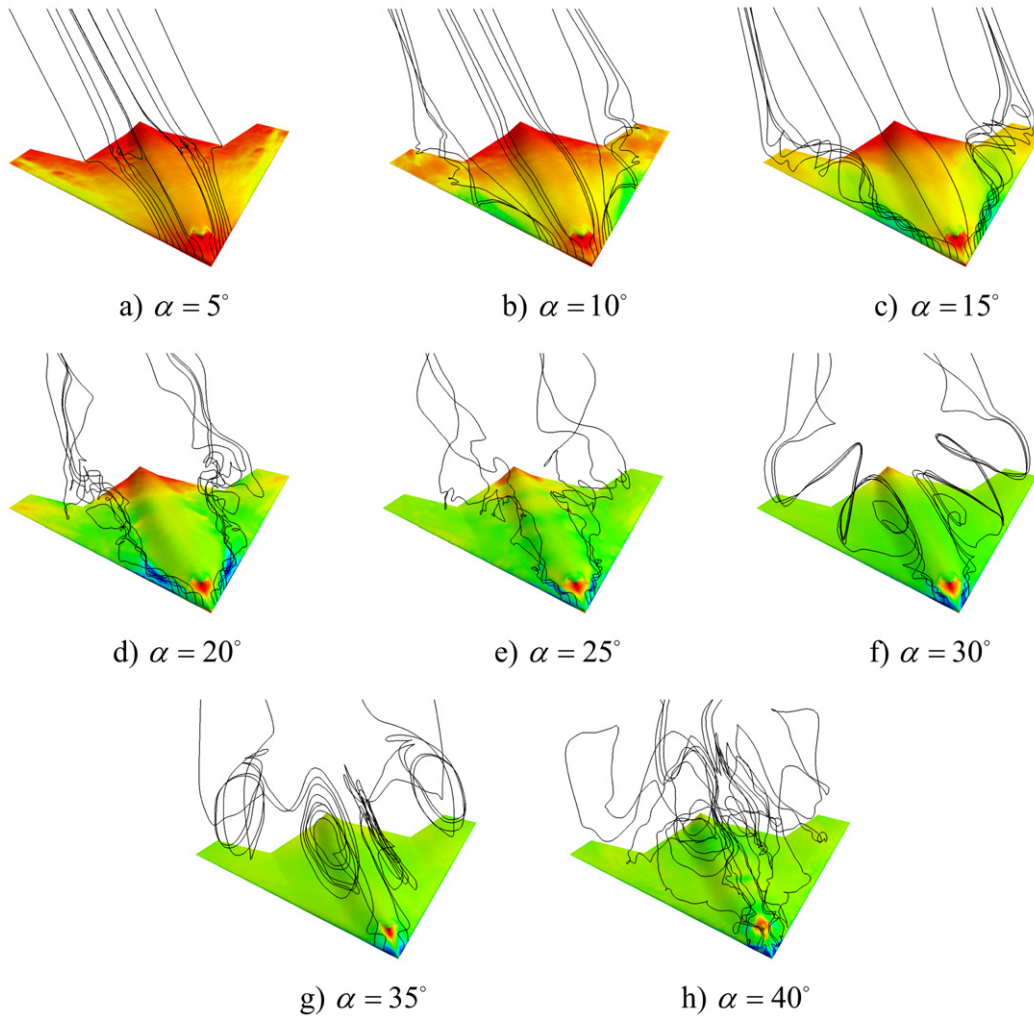 a) α = 5°
b) α = 10°
c) α = 15°
d) α = 20°
e) α = 25°
f) α = 30°
g) α = 35°
h) α = 40°